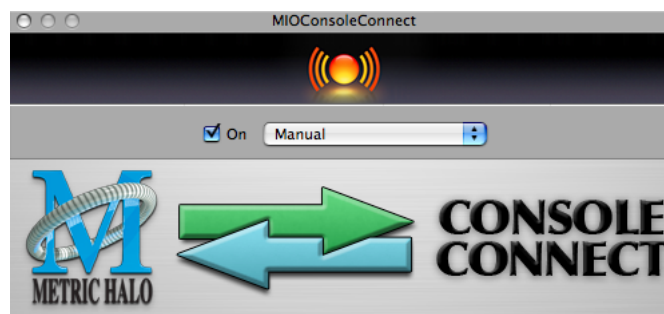 MIOConsoleConnect
On Manual
METRIC HALO
CONSOLE
CONNECT